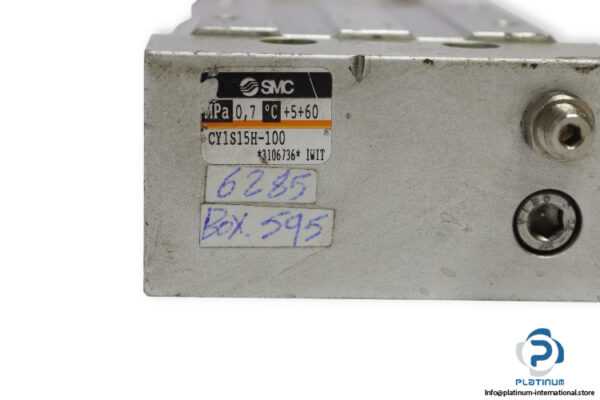 SMC
MPa 0,7 °C +5+60
CY1S15H-100
*3106736* IWIT
6285
Box. 595
PLATINUM
Info@platinum-international.store